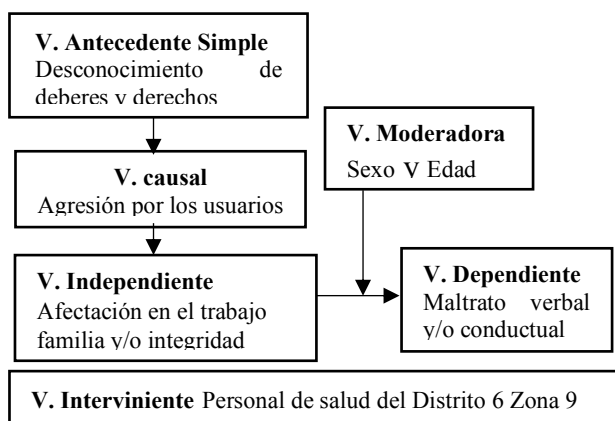 V. Antecedente Simple
Desconocimiento de
deberes y derechos
V. Moderadora
Sexo y Edad
V. causal
Agresión por los usuarios
V. Independiente
Afectación en el trabajo
familia y/o integridad
V. Dependiente
Maltrato verbal
y/o conductual
V. Interviniente Personal de salud del Distrito 6 Zona 9